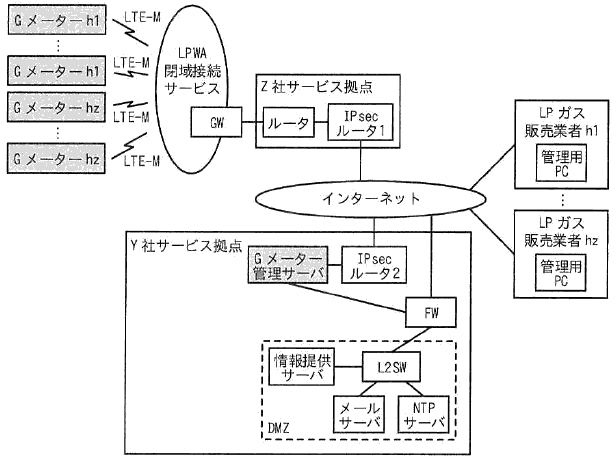 Gメーターh1
LTE-M
⋮
Gメーターh1
LTE-M
Gメーターhz
LTE-M
⋮
Gメーターhz
LTE-M
LPWA
閉域接続
サービス
GW
Z社サービス拠点
ルータ
IPsec
ルータ1
インターネット
LPガス
販売業者h1
管理用
PC
⋮
LPガス
販売業者hz
管理用
PC
Y社サービス拠点
Gメーター
管理サーバ
IPsec
ルータ2
FW
情報提供
サーバ
L2SW
メール
サーバ
NTP
サーバ
DMZ